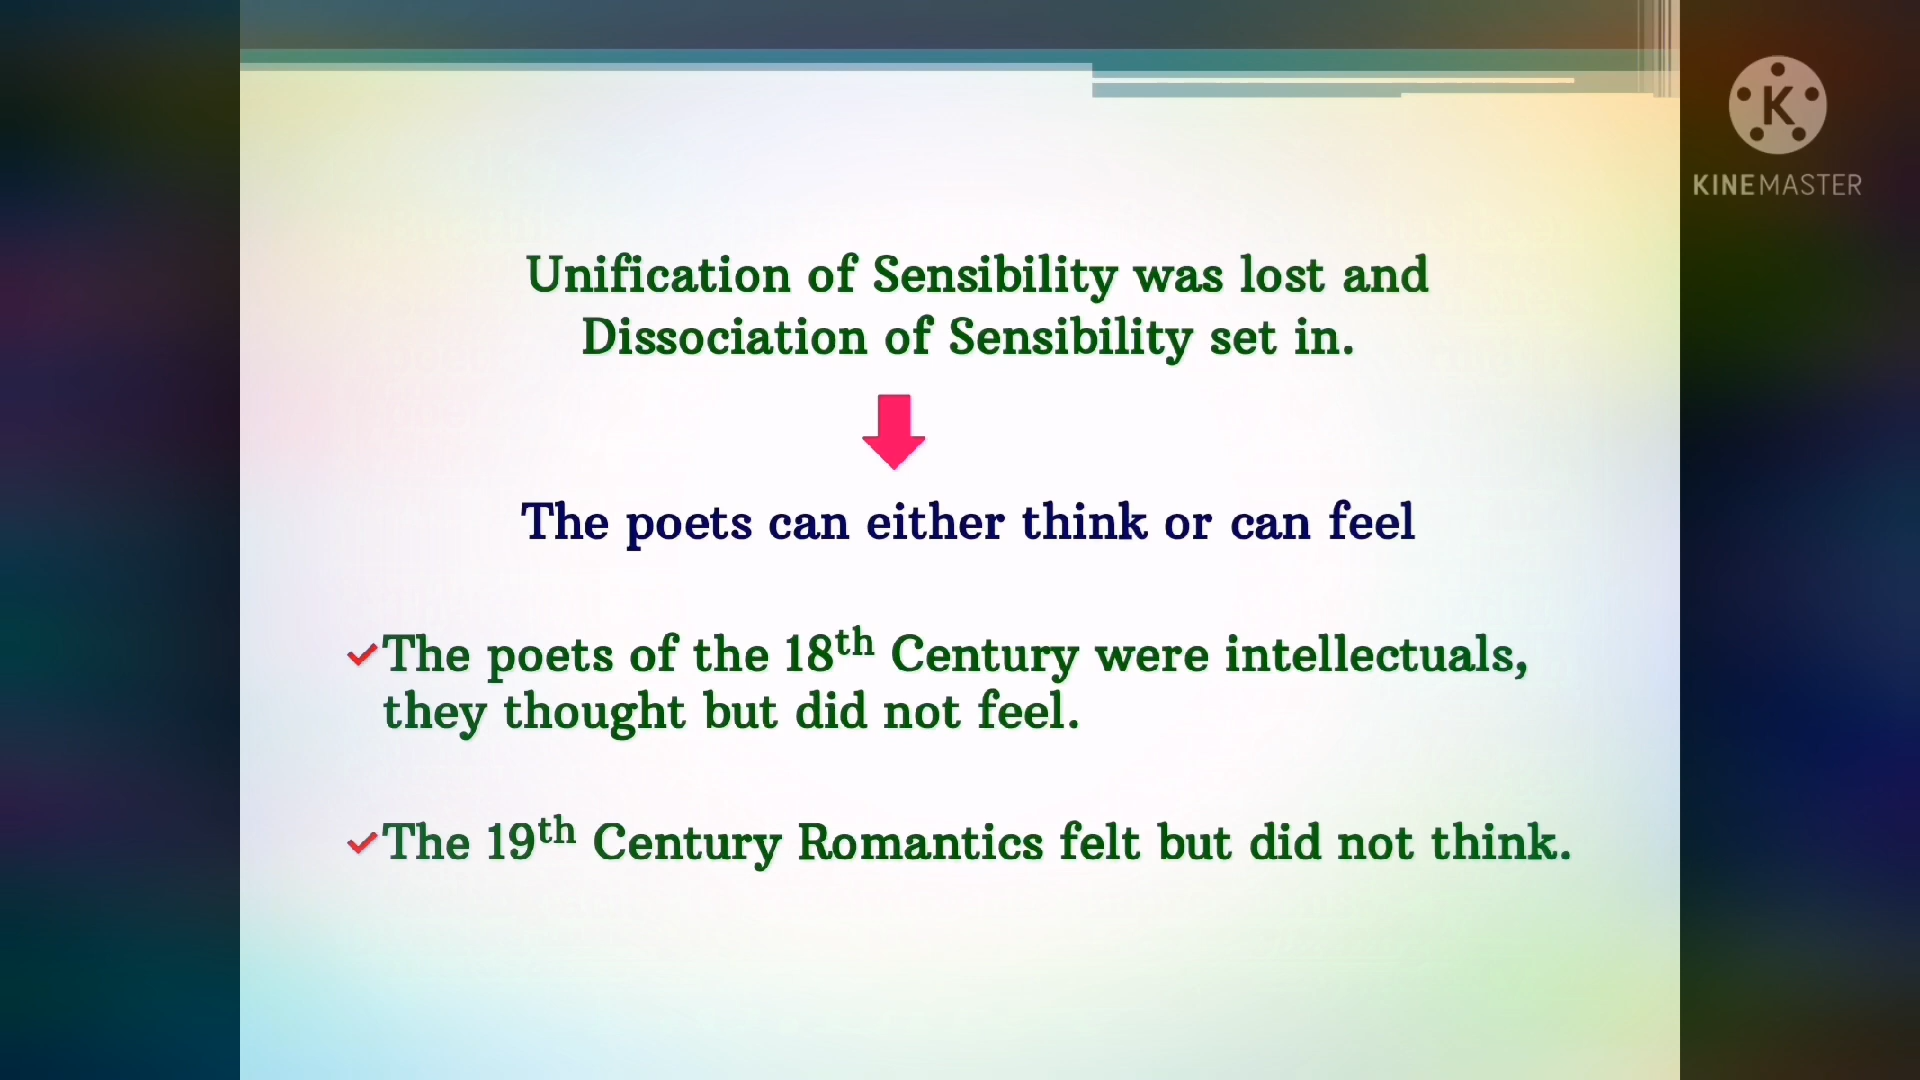 K
KINEMASTER
Unification of Sensibility was lost and
Dissociation of Sensibility set in.
The poets can either think or can feel
The poets of the 18th Century were intellectuals,
they thought but did not feel.
The 19th Century Romantics felt but did not think.